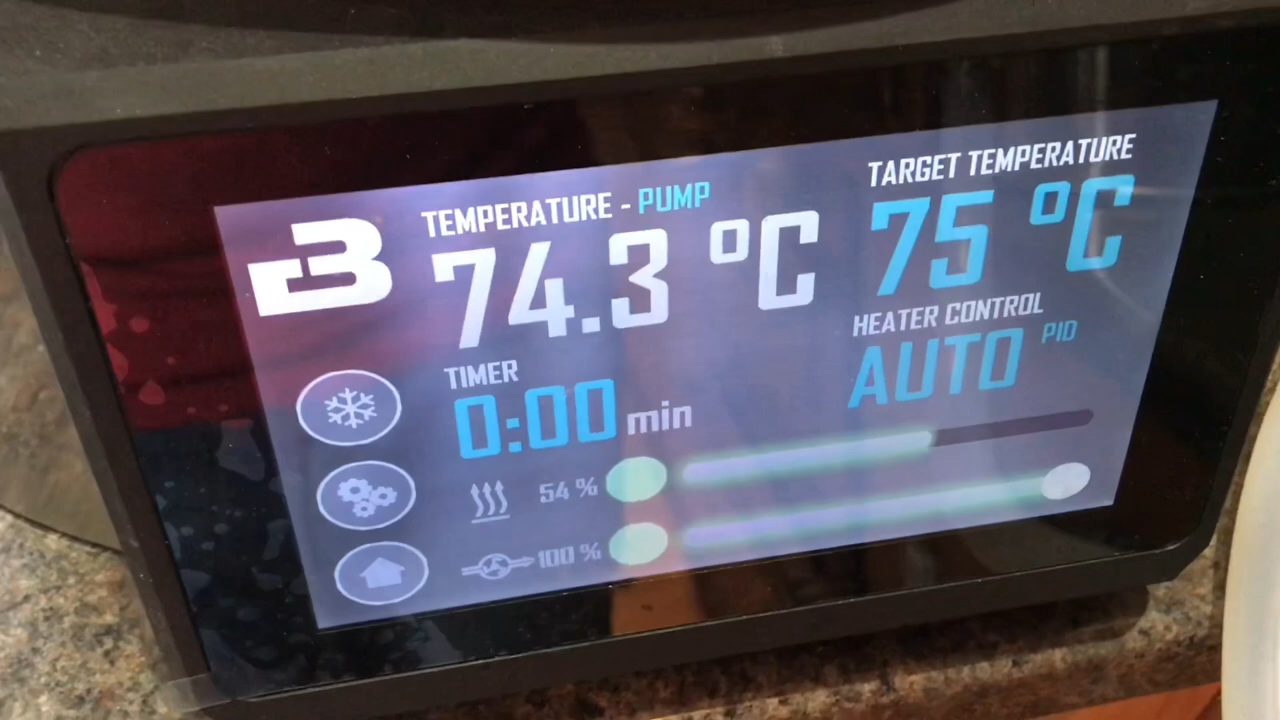 TEMPERATURE - PUMP
74.3 °C
TARGET TEMPERATURE
75 °C
HEATER CONTROL
AUTO PID
TIMER
0:00 min
54 %
100 %